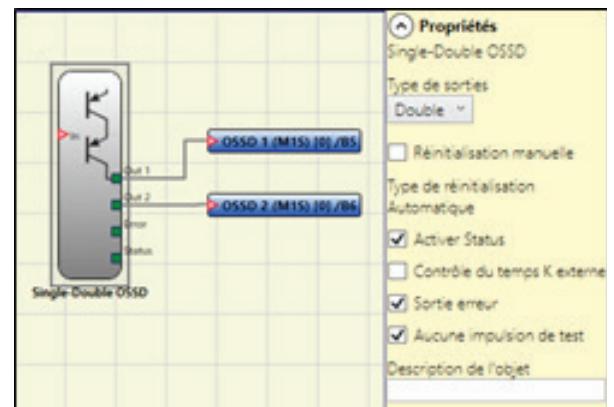 Propriétés
Single-Double OSSD
Type de sorties
Double
Réinitialisation manuelle
Type de réinitialisation
Automatique
Activer Status
Contrôle du temps K externe
Sortie erreur
Aucune impulsion de test
Description de l'objet
In
Out 1
Out 2
Error
Status
OSSD 1 (M1S) [0] /B5
OSSD 2 (M1S) [0] /B6
Single-Double OSSD